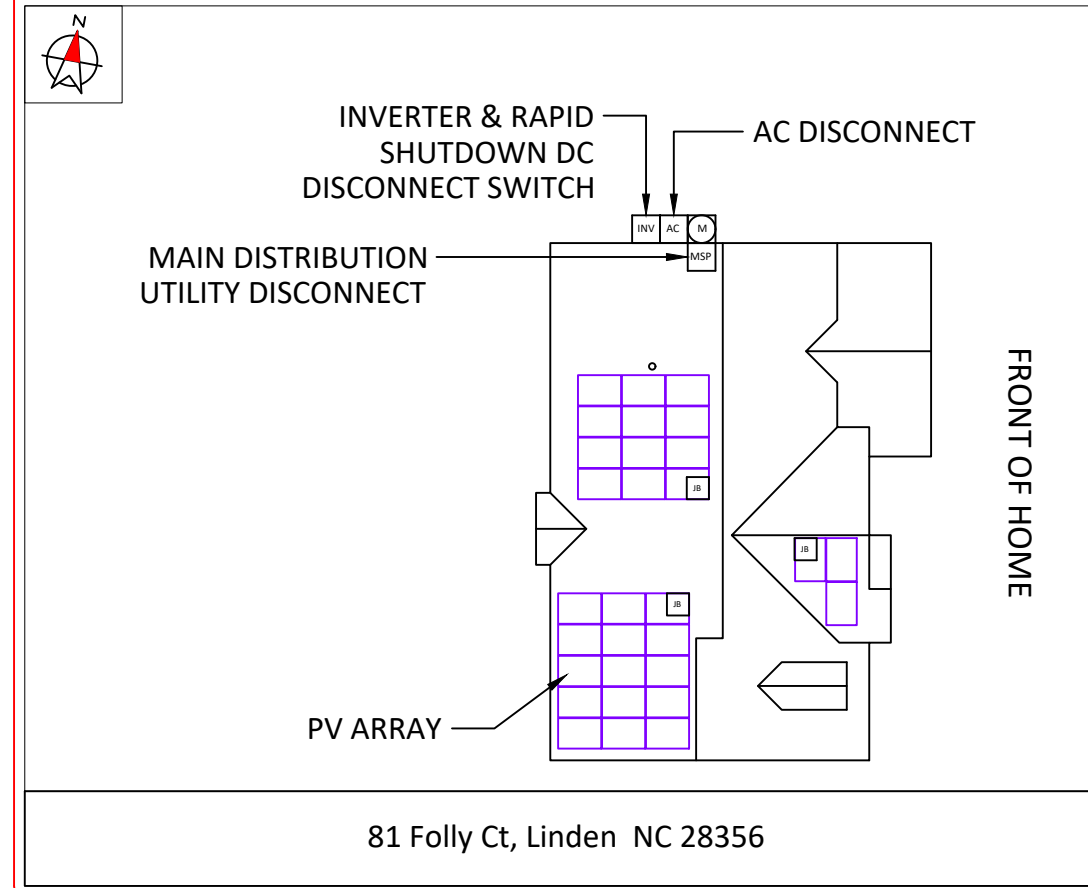 N
INVERTER & RAPID
SHUTDOWN DC
DISCONNECT SWITCH
AC DISCONNECT
INV
AC
M
MAIN DISTRIBUTION
UTILITY DISCONNECT
MSP
FRONT OF HOME
JB
JB
JB
PV ARRAY
81 Folly Ct, Linden NC 28356